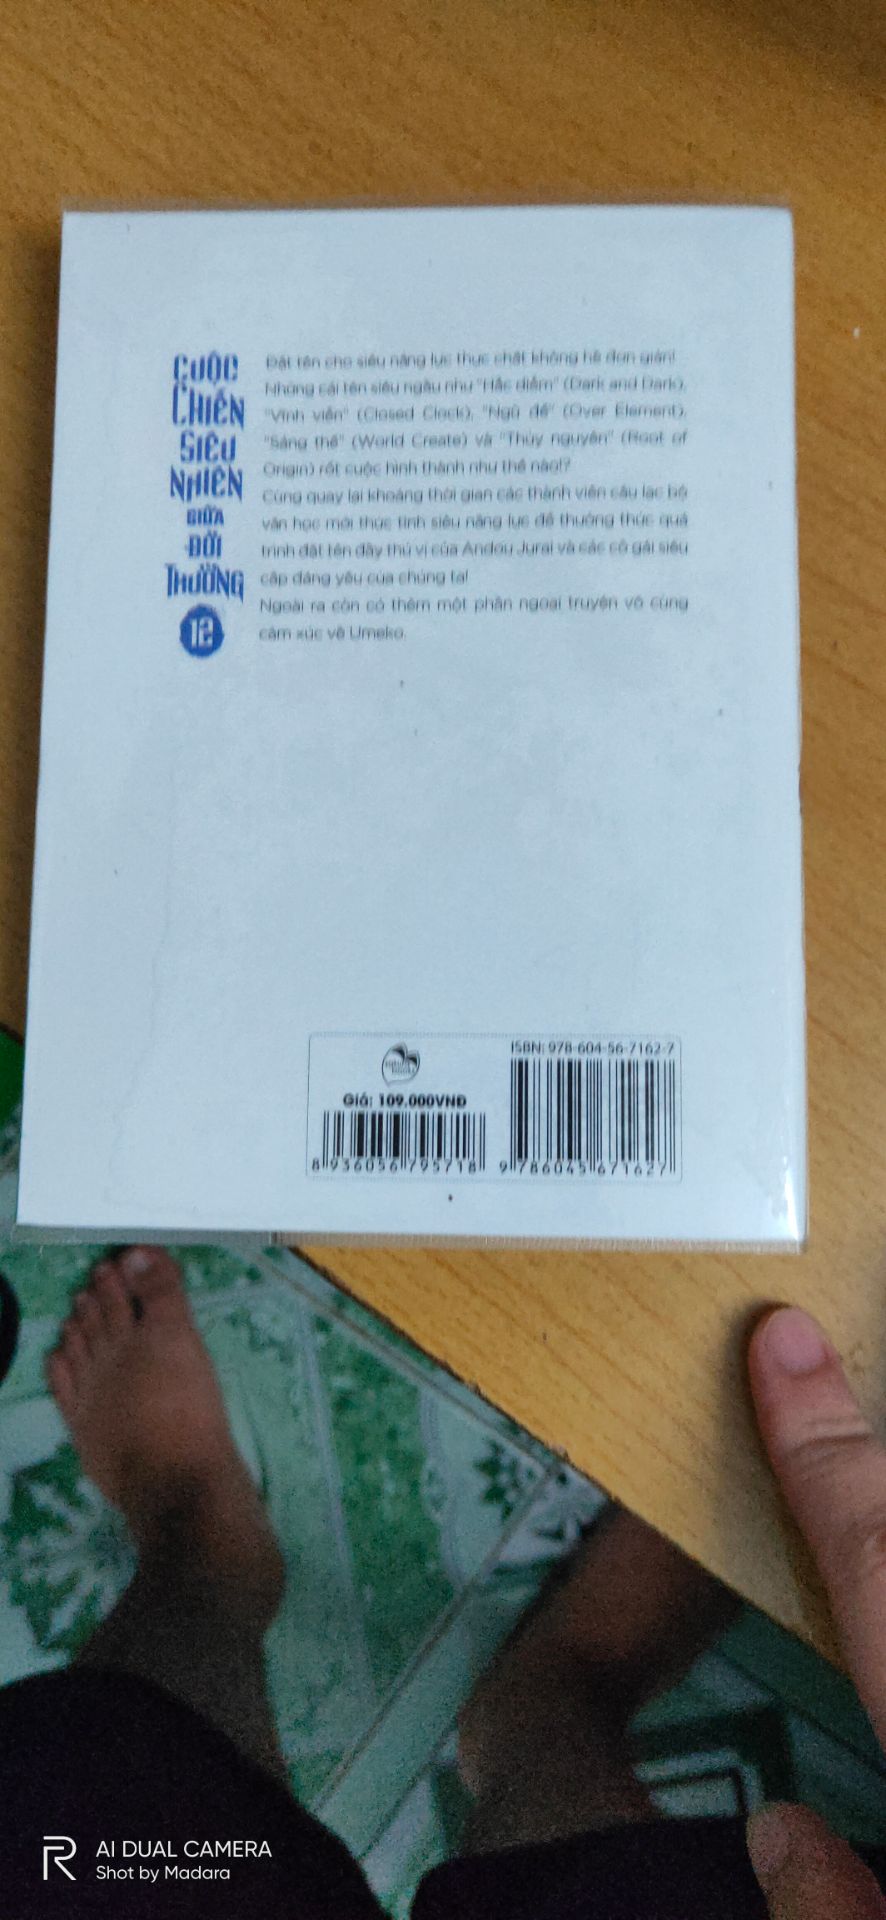 CUỘC
CHIẾN
SIÊU
NHIÊN
GIỮA
ĐỜI
THƯỜNG
12
Đặt tên cho siêu năng lực thực chất không hề đơn giản!
Những cái tên siêu ngầu như "Hắc diễm" (Dark and Dark),
"Vĩnh viễn" (Closed Clock), "Ngũ đế" (Over Element),
"Sáng thế" (World Create) và "Thủy nguyên" (Root of
Origin) rốt cuộc hình thành như thế nào!?
Cùng quay lại khoảng thời gian các thành viên câu lạc bộ
văn học mới thức tỉnh siêu năng lực để thưởng thức quá
trình đặt tên đầy thú vị của Andou Jurai và các cô gái siêu
cấp đáng yêu của chúng ta!
Ngoài ra còn có thêm một phần ngoại truyện vô cùng
cảm xúc về Umeko.
ISBN: 978-604-56-7162-7
Giá: 109.000VNĐ
8 936056 795718
9 786045 671627
AI DUAL CAMERA
Shot by Madara